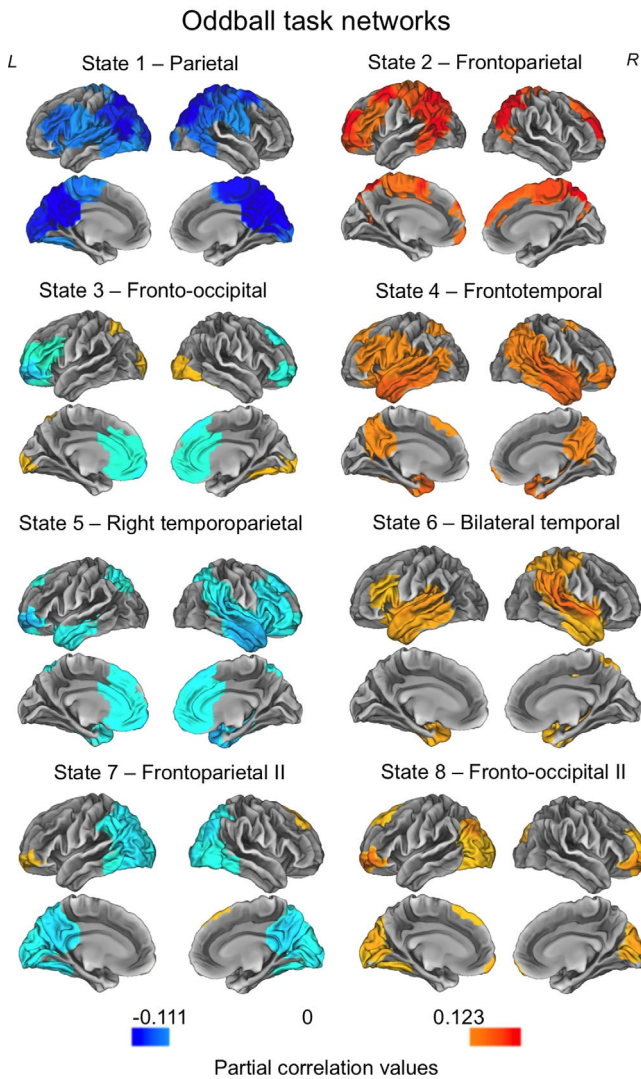 Oddball task networks
L
R
State 1 – Parietal
State 2 – Frontoparietal
State 3 – Fronto-occipital
State 4 – Frontotemporal
State 5 – Right temporoparietal
State 6 – Bilateral temporal
State 7 – Frontoparietal II
State 8 – Fronto-occipital II
-0.111 0 0.123
Partial correlation values